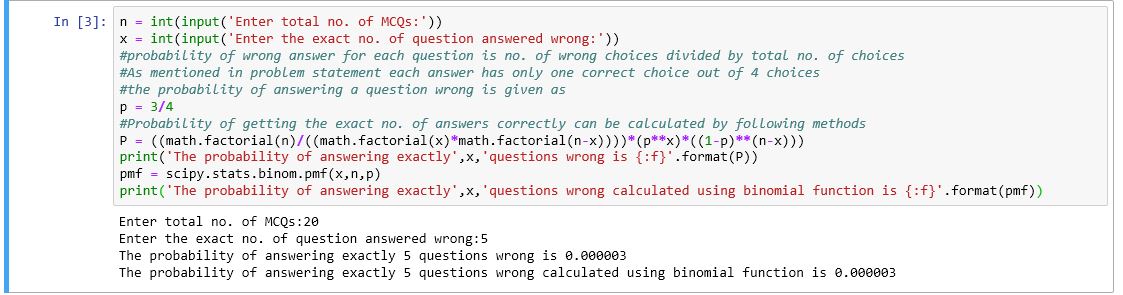 In [3]: n = int(input('Enter total no. of MCQs:'))
x = int(input('Enter the exact no. of question answered wrong:'))
#probability of wrong answer for each question is no. of wrong choices divided by total no. of choices
#As mentioned in problem statement each answer has only one correct choice out of 4 choices
#the probability of answering a question wrong is given as
p = 3/4
#Probability of getting the exact no. of answers correctly can be calculated by following methods
P = ((math.factorial(n)/((math.factorial(x)*math.factorial(n-x))))*(p**x)*((1-p)**(n-x)))
print('The probability of answering exactly',x,'questions wrong is {:f}'.format(P))
pmf = scipy.stats.binom.pmf(x,n,p)
print('The probability of answering exactly',x,'questions wrong calculated using binomial function is {:f}'.format(pmf))
Enter total no. of MCQs:20
Enter the exact no. of question answered wrong:5
The probability of answering exactly 5 questions wrong is 0.000003
The probability of answering exactly 5 questions wrong calculated using binomial function is 0.000003